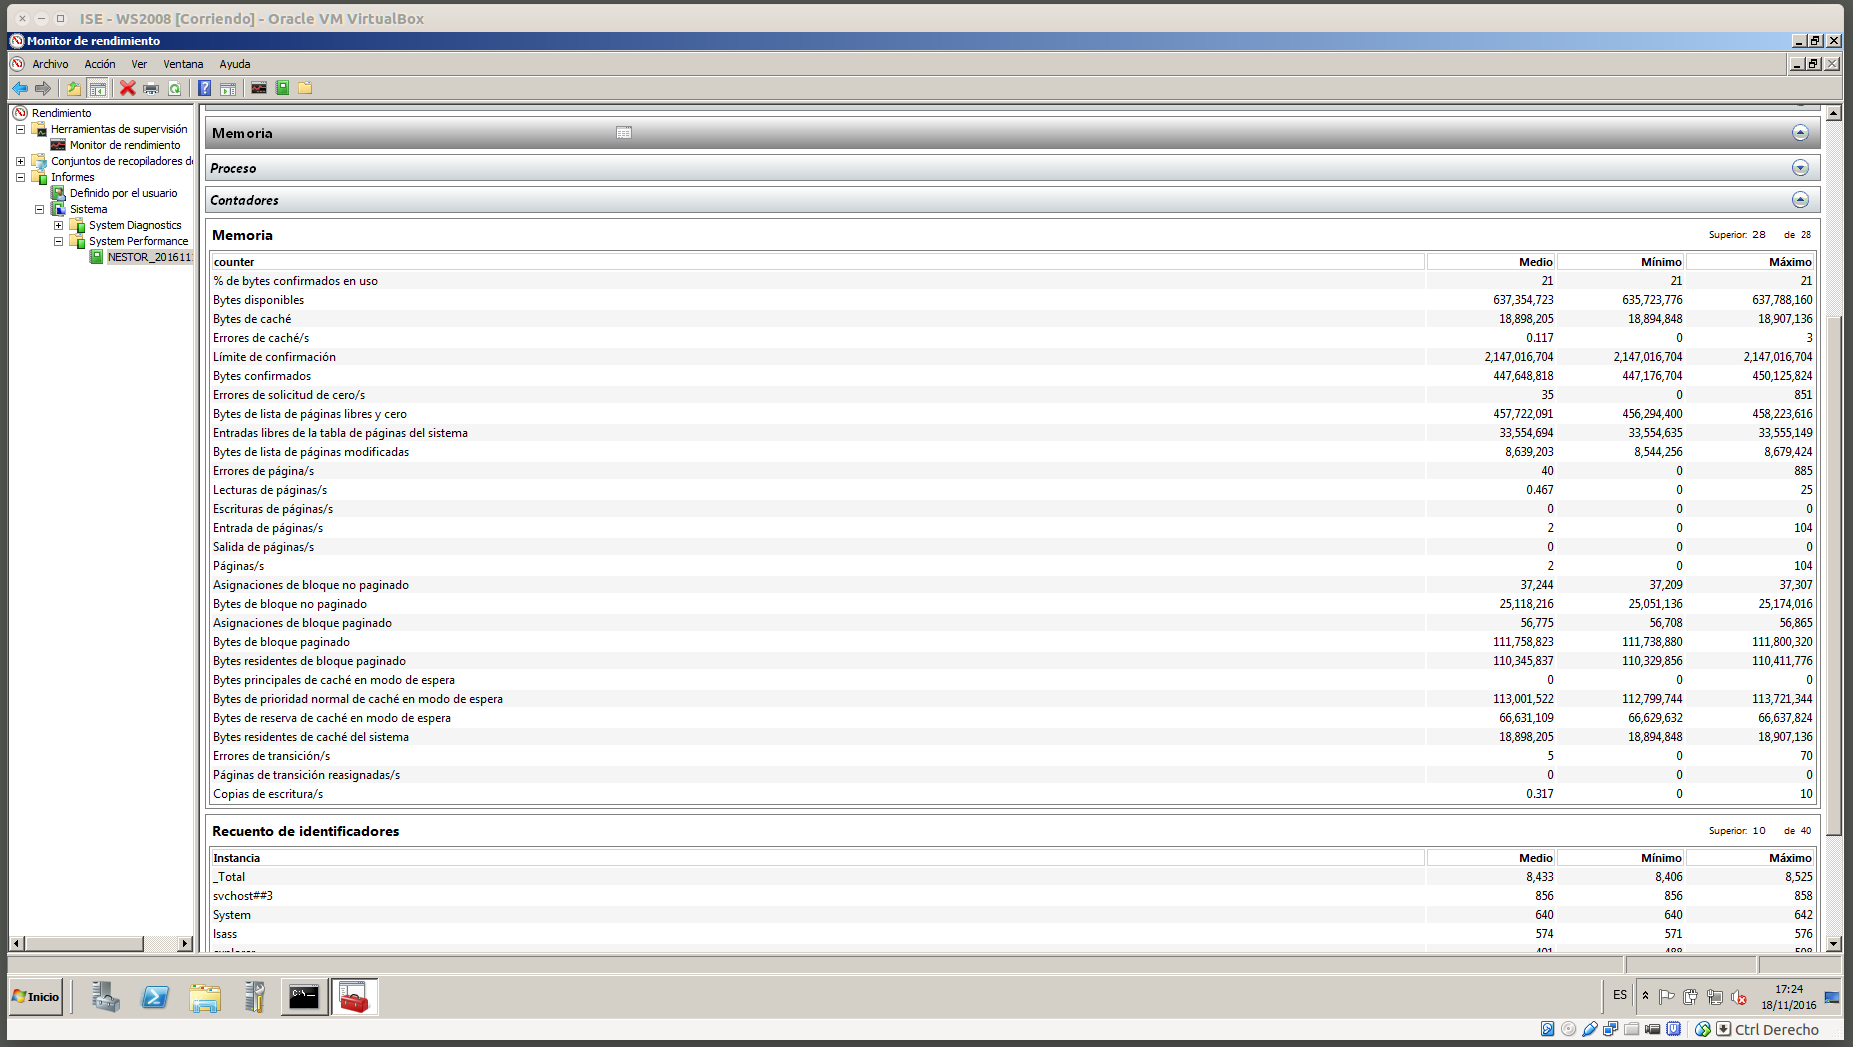 ISE - WS2008 [Corriendo] - Oracle VM VirtualBox
Monitor de rendimiento
Archivo Acción Ver Ventana Ayuda
Rendimiento
Herramientas de supervisión
Monitor de rendimiento
Conjuntos de recopiladores de
Informes
Definido por el usuario
Sistema
System Diagnostics
System Performance
NESTOR_201611
Memoria
Proceso
Contadores
Memoria Superior: 28 de 28
counter Medio Mínimo Máximo
% de bytes confirmados en uso 21 21 21
Bytes disponibles 637,354,723 635,723,776 637,788,160
Bytes de caché 18,898,205 18,894,848 18,907,136
Errores de caché/s 0.117 0 3
Límite de confirmación 2,147,016,704 2,147,016,704 2,147,016,704
Bytes confirmados 447,648,818 447,176,704 450,125,824
Errores de solicitud de cero/s 35 0 851
Bytes de lista de páginas libres y cero 457,722,091 456,294,400 458,223,616
Entradas libres de la tabla de páginas del sistema 33,554,694 33,554,635 33,555,149
Bytes de lista de páginas modificadas 8,639,203 8,544,256 8,679,424
Errores de página/s 40 0 885
Lecturas de páginas/s 0.467 0 25
Escrituras de páginas/s 0 0 0
Entrada de páginas/s 2 0 104
Salida de páginas/s 0 0 0
Páginas/s 2 0 104
Asignaciones de bloque no paginado 37,244 37,209 37,307
Bytes de bloque no paginado 25,118,216 25,051,136 25,174,016
Asignaciones de bloque paginado 56,775 56,708 56,865
Bytes de bloque paginado 111,758,823 111,738,880 111,800,320
Bytes residentes de bloque paginado 110,345,837 110,329,856 110,411,776
Bytes principales de caché en modo de espera 0 0 0
Bytes de prioridad normal de caché en modo de espera 113,001,522 112,799,744 113,721,344
Bytes de reserva de caché en modo de espera 66,631,109 66,629,632 66,637,824
Bytes residentes de caché del sistema 18,898,205 18,894,848 18,907,136
Errores de transición/s 5 0 70
Páginas de transición reasignadas/s 0 0 0
Copias de escritura/s 0.317 0 10
Recuento de identificadores Superior: 10 de 40
Instancia Medio Mínimo Máximo
_Total 8,433 8,406 8,525
svchost##3 856 856 858
System 640 640 642
lsass 574 571 576
Inicio
C:\
ES
17:24
18/11/2016
Ctrl Derecho